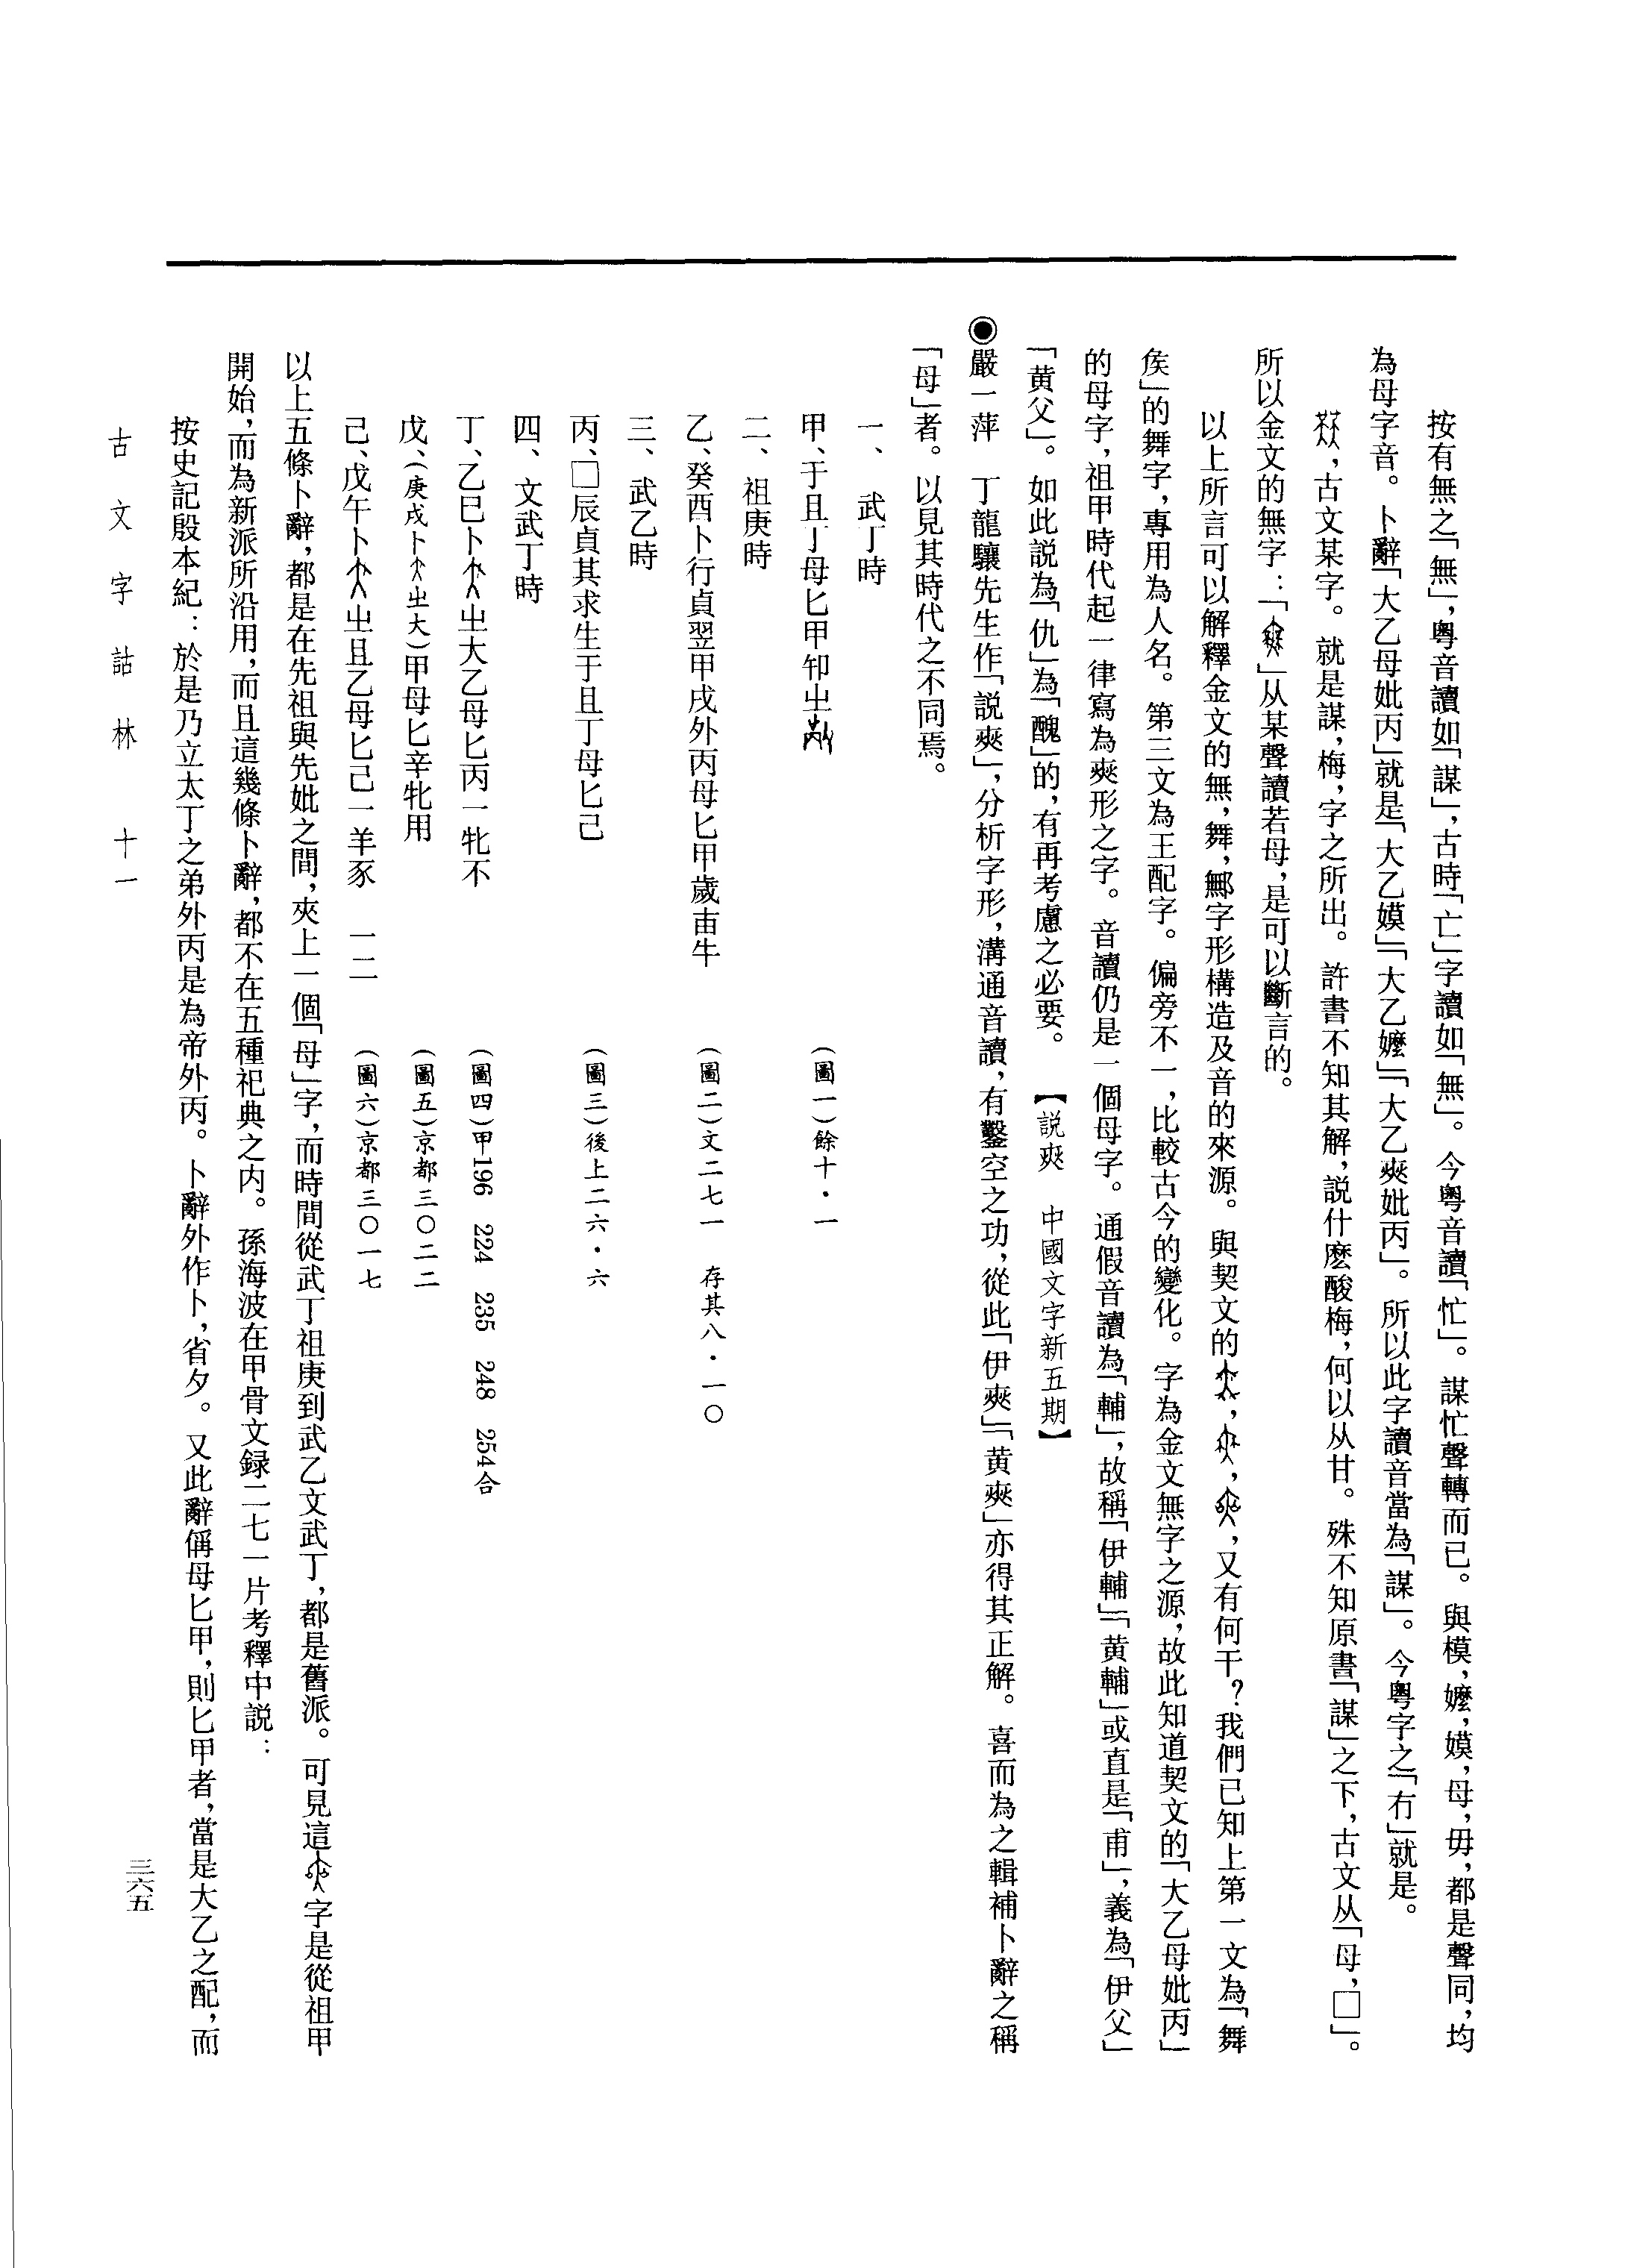 按有無之「無」，粵音讀如「謀」，古時「亡」字讀如「無」。今粵音讀「忙」。謀忙聲轉而已。與模，嬤，嫫，母，毋，都是聲同，均
為母字音。卜辭「大乙母妣丙」就是「大乙嫫」「大乙嬤」「大乙奭妣丙」。所以此字讀音當為「謀」。今粵字之「冇」就是。
，古文某字。就是謀，梅，字之所出。許書不知其解，説什麽酸梅，何以从甘。殊不知原書「謀」之下，古文从「母，□」。
所以金文的無字：「」从某聲讀若母，是可以斷言的。
以上所言可以解釋金文的無，舞，鄦字形構造及音的來源。與契文的，，，又有何干？我們已知上第一文為「舞
矦」的舞字，專用為人名。第三文為王配字。偏旁不一，比較古今的變化。字為金文無字之源，故此知道契文的「大乙母妣丙」
的母字，祖甲時代起一律寫為奭形之字。音讀仍是一個母字。通假音讀為「輔」，故稱「伊輔」「黄輔」或直是「甫」，義為「伊父」
「黄父」。如此説為「仇」為「醜」的，有再考慮之必要。【説奭　中國文字新五期】
◉嚴一萍　丁龍驤先生作「説奭」，分析字形，溝通音讀，有鑿空之功，從此「伊奭」「黄奭」亦得其正解。喜而為之輯補卜辭之稱
「母」者。以見其時代之不同焉。
一、武丁時
甲、于且丁母匕甲𠨘㞢　（圖一）餘十・一
二、祖庚時
乙、癸酉卜行貞翌甲戌外丙母匕甲歲叀牛　（圖二）文二七一　存其八・一〇
三、武乙時
丙、□辰貞其求生于且丁母匕己　（圖三）後上二六・六
四、文武丁時
丁、乙巳卜㞢大乙母匕丙一牝不　（圖四）甲196　224　235　248　254合
戊、（庚戌卜㞢大）甲母匕辛牝用　（圖五）京都三〇二二
己、戊午卜㞢且乙母匕己一羊豕　一二　（圖六）京都三〇一七
以上五條卜辭，都是在先祖與先妣之間，夾上一個「母」字，而時間從武丁祖庚到武乙文武丁，都是舊派。可見這字是從祖甲
開始，而為新派所沿用，而且這幾條卜辭，都不在五種祀典之内。孫海波在甲骨文録二七一片考釋中説：
按史記殷本紀：於是乃立太丁之弟外丙是為帝外丙。卜辭外作卜，省夕。又此辭偁母匕甲，則匕甲者，當是大乙之配，而
古文字詁林　十一
三六五